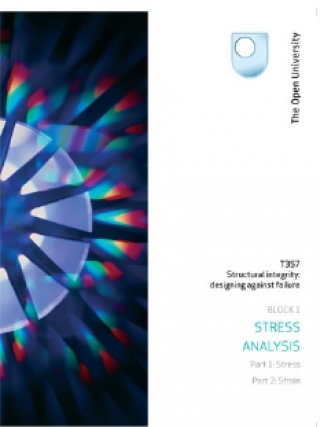 The Open University
T357
Structural integrity:
designing against failure
BLOCK 1
STRESS
ANALYSIS
Part 1: Stress
Part 2: Strain